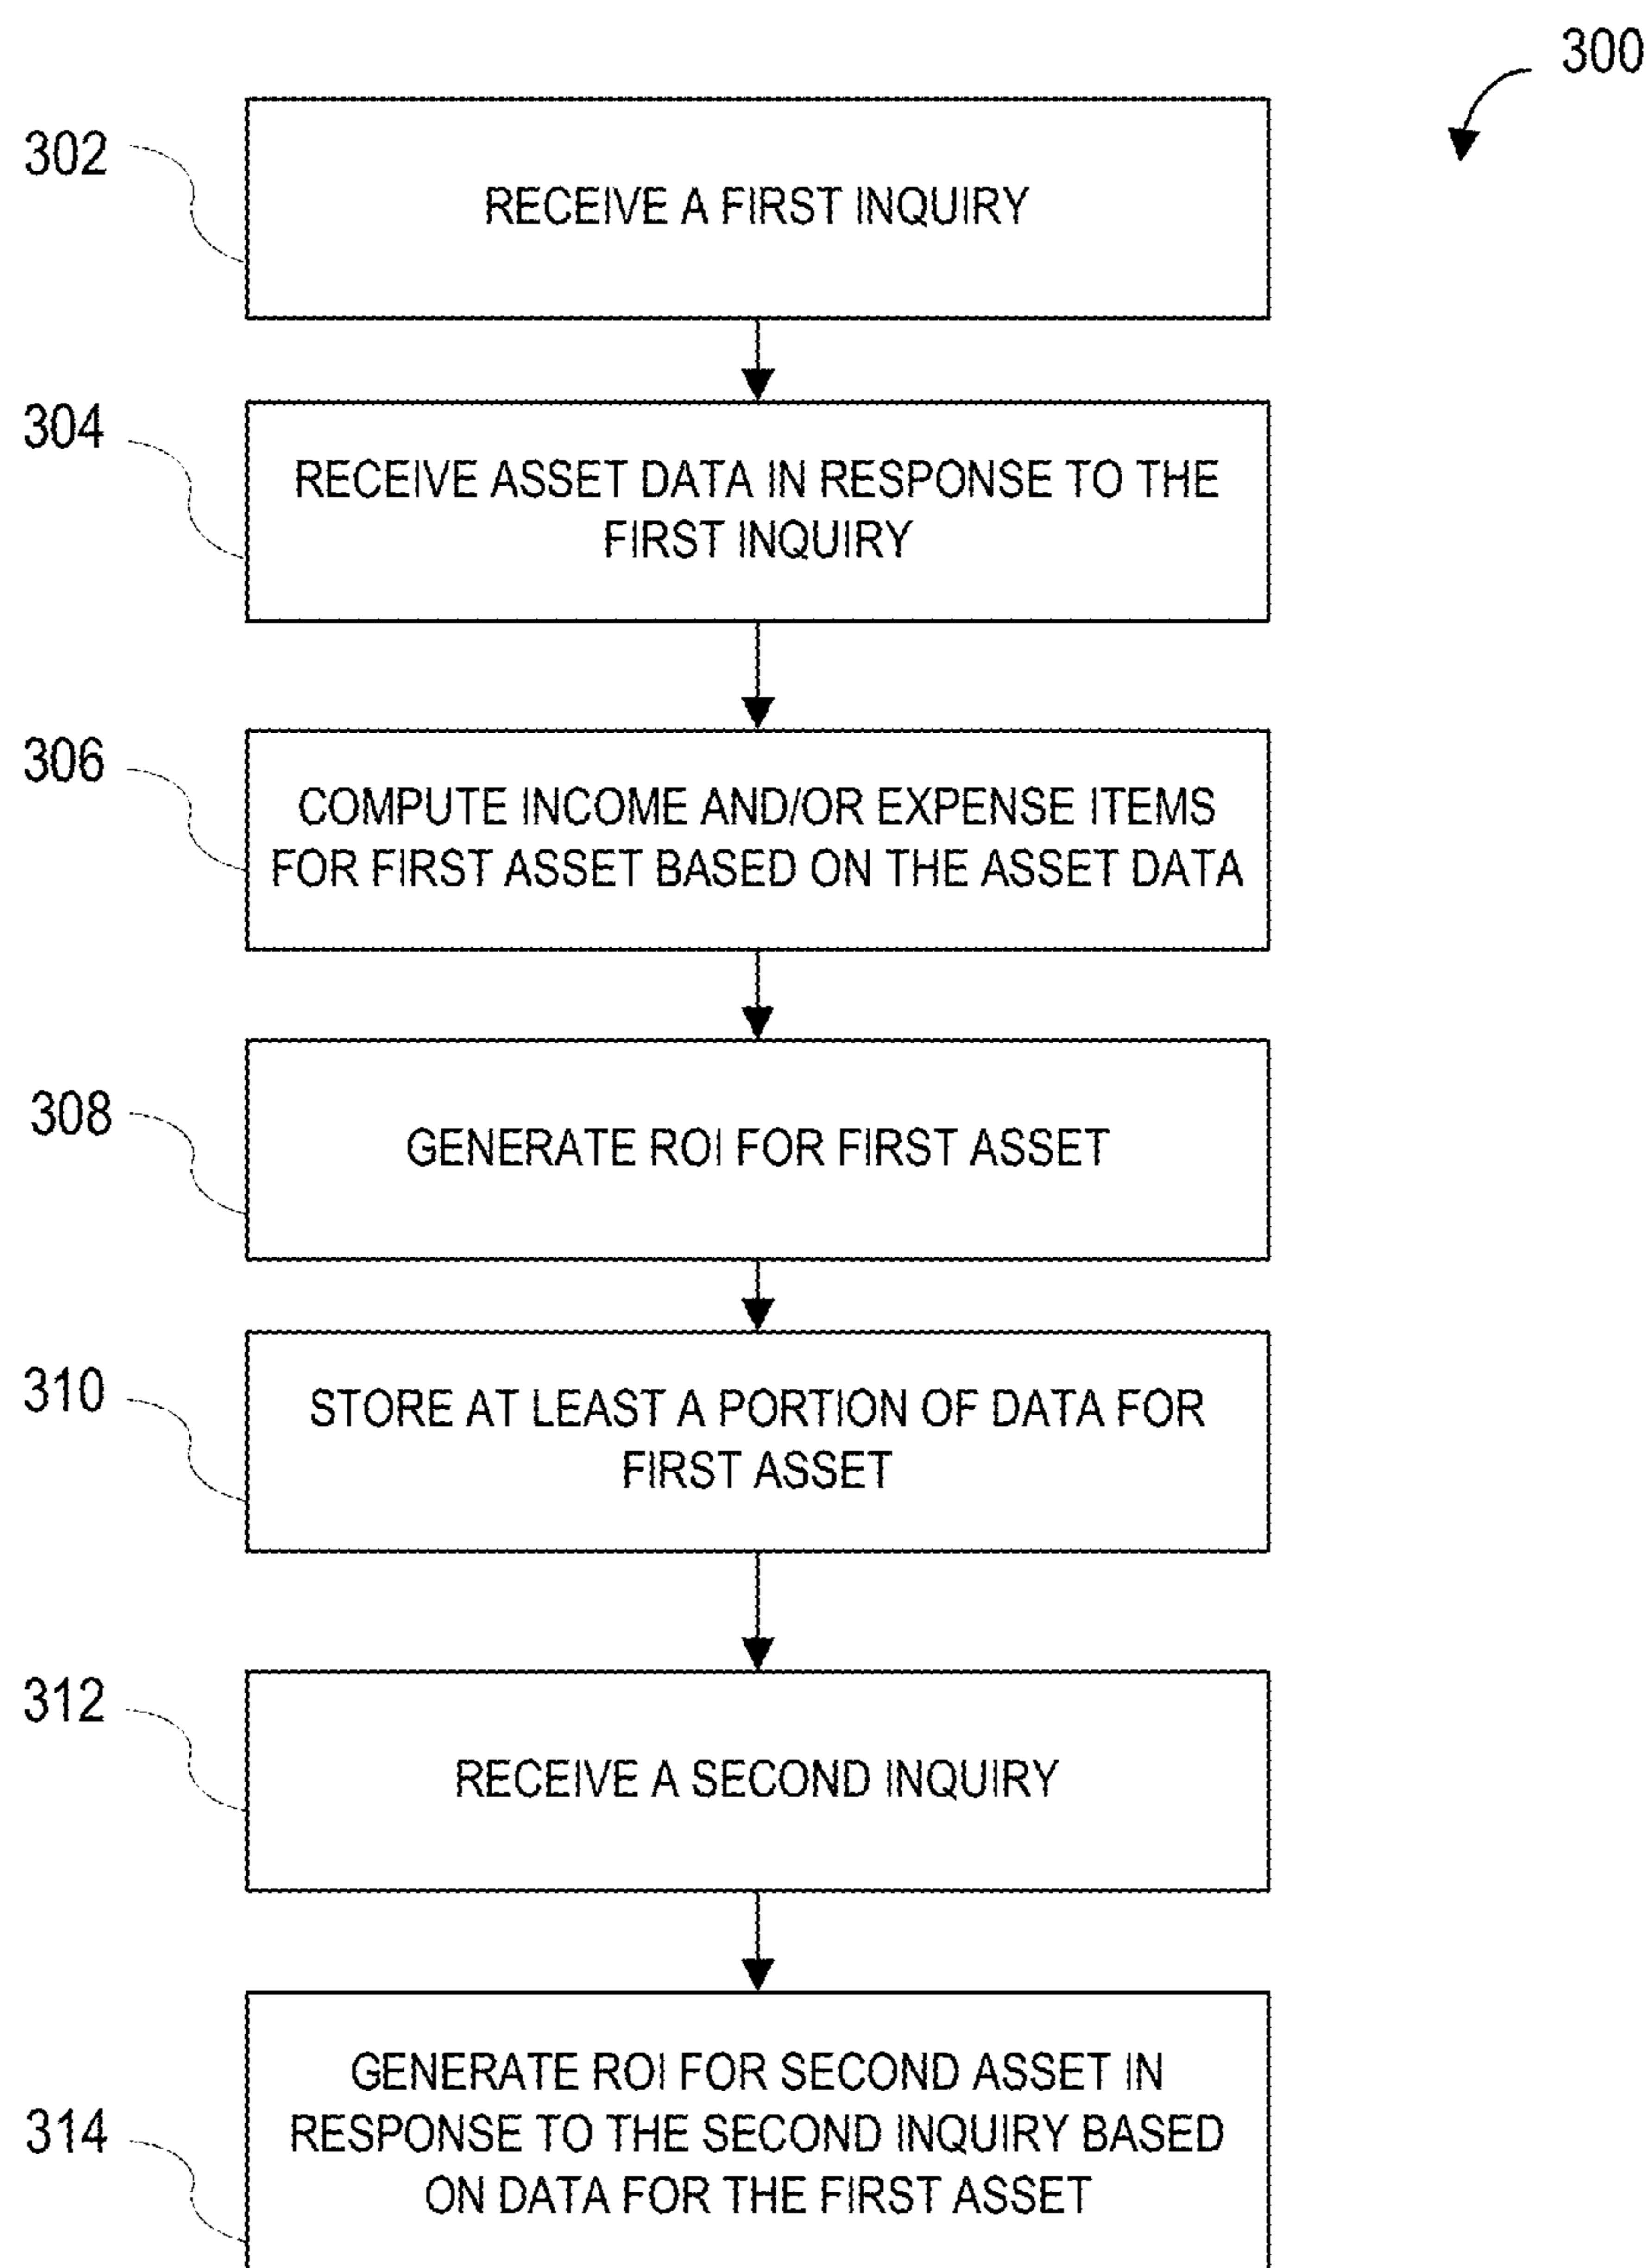 300
302
RECEIVE A FIRST INQUIRY
304
RECEIVE ASSET DATA IN RESPONSE TO THE
FIRST INQUIRY
306
COMPUTE INCOME AND/OR EXPENSE ITEMS
FOR FIRST ASSET BASED ON THE ASSET DATA
308
GENERATE ROI FOR FIRST ASSET
310
STORE AT LEAST A PORTION OF DATA FOR
FIRST ASSET
312
RECEIVE A SECOND INQUIRY
314
GENERATE ROI FOR SECOND ASSET IN
RESPONSE TO THE SECOND INQUIRY BASED
ON DATA FOR THE FIRST ASSET